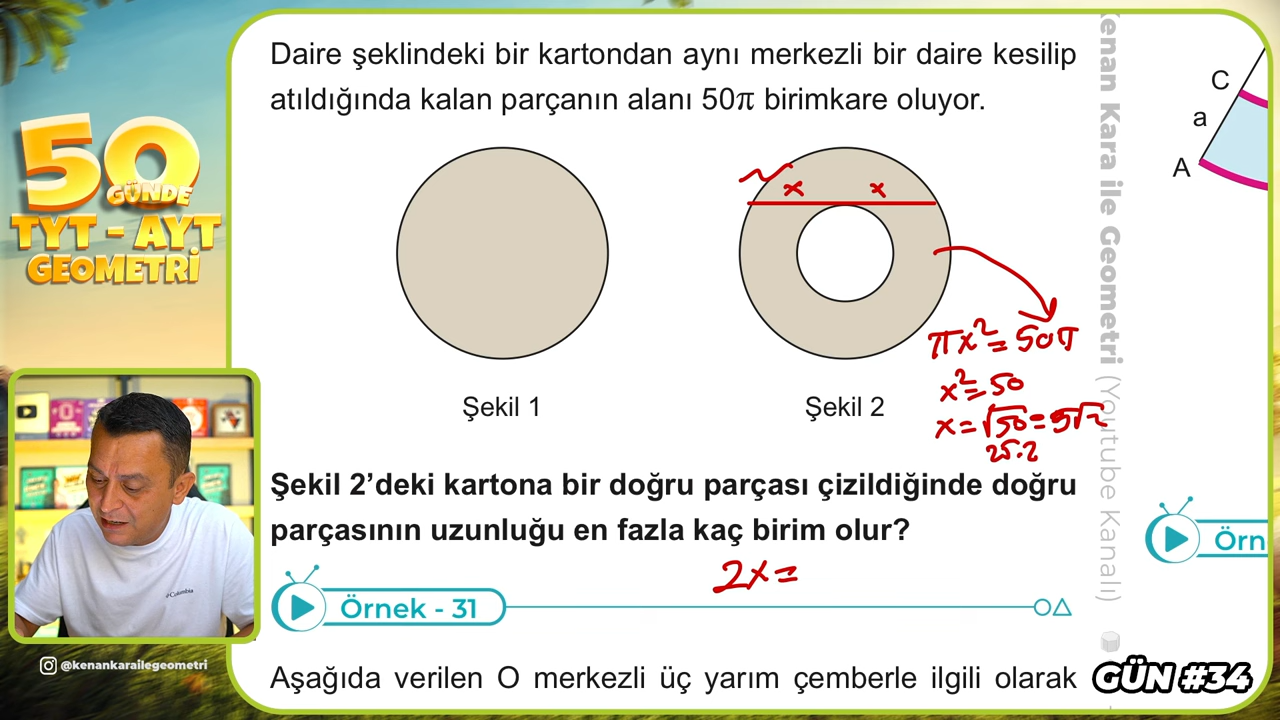 50
GÜNDE
TYT - AYT
GEOMETRİ
Daire şeklindeki bir kartondan aynı merkezli bir daire kesilip
atıldığında kalan parçanın alanı 50π birimkare oluyor.
x x
πx²=50π
x²=50
x=√50=5√2
25.2
Şekil 1
Şekil 2
Şekil 2’deki kartona bir doğru parçası çizildiğinde doğru
parçasının uzunluğu en fazla kaç birim olur?
2x=
Örnek - 31
Aşağıda verilen O merkezli üç yarım çemberle ilgili olarak
enan Kara ile Geometri (Youtube Kanalı)
C
a
A
Örn
GÜN #34
Columbia
@kenankarailegeometri